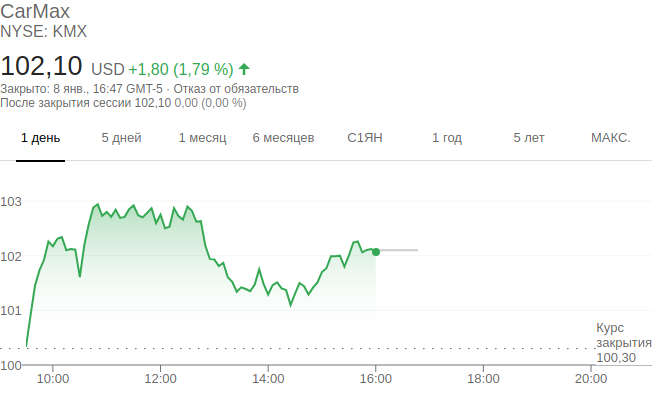 CarMax
NYSE: KMX
102,10 USD +1,80 (1,79 %)
Закрыто: 8 янв., 16:47 GMT-5 · Отказ от обязательств
После закрытия сессии 102,10 0,00 (0,00 %)
1 день 5 дней 1 месяц 6 месяцев С1ЯН 1 год 5 лет МАКС.
103
102
101
Курс
закрытия
100,30
100
10:00 12:00 14:00 16:00 18:00 20:00